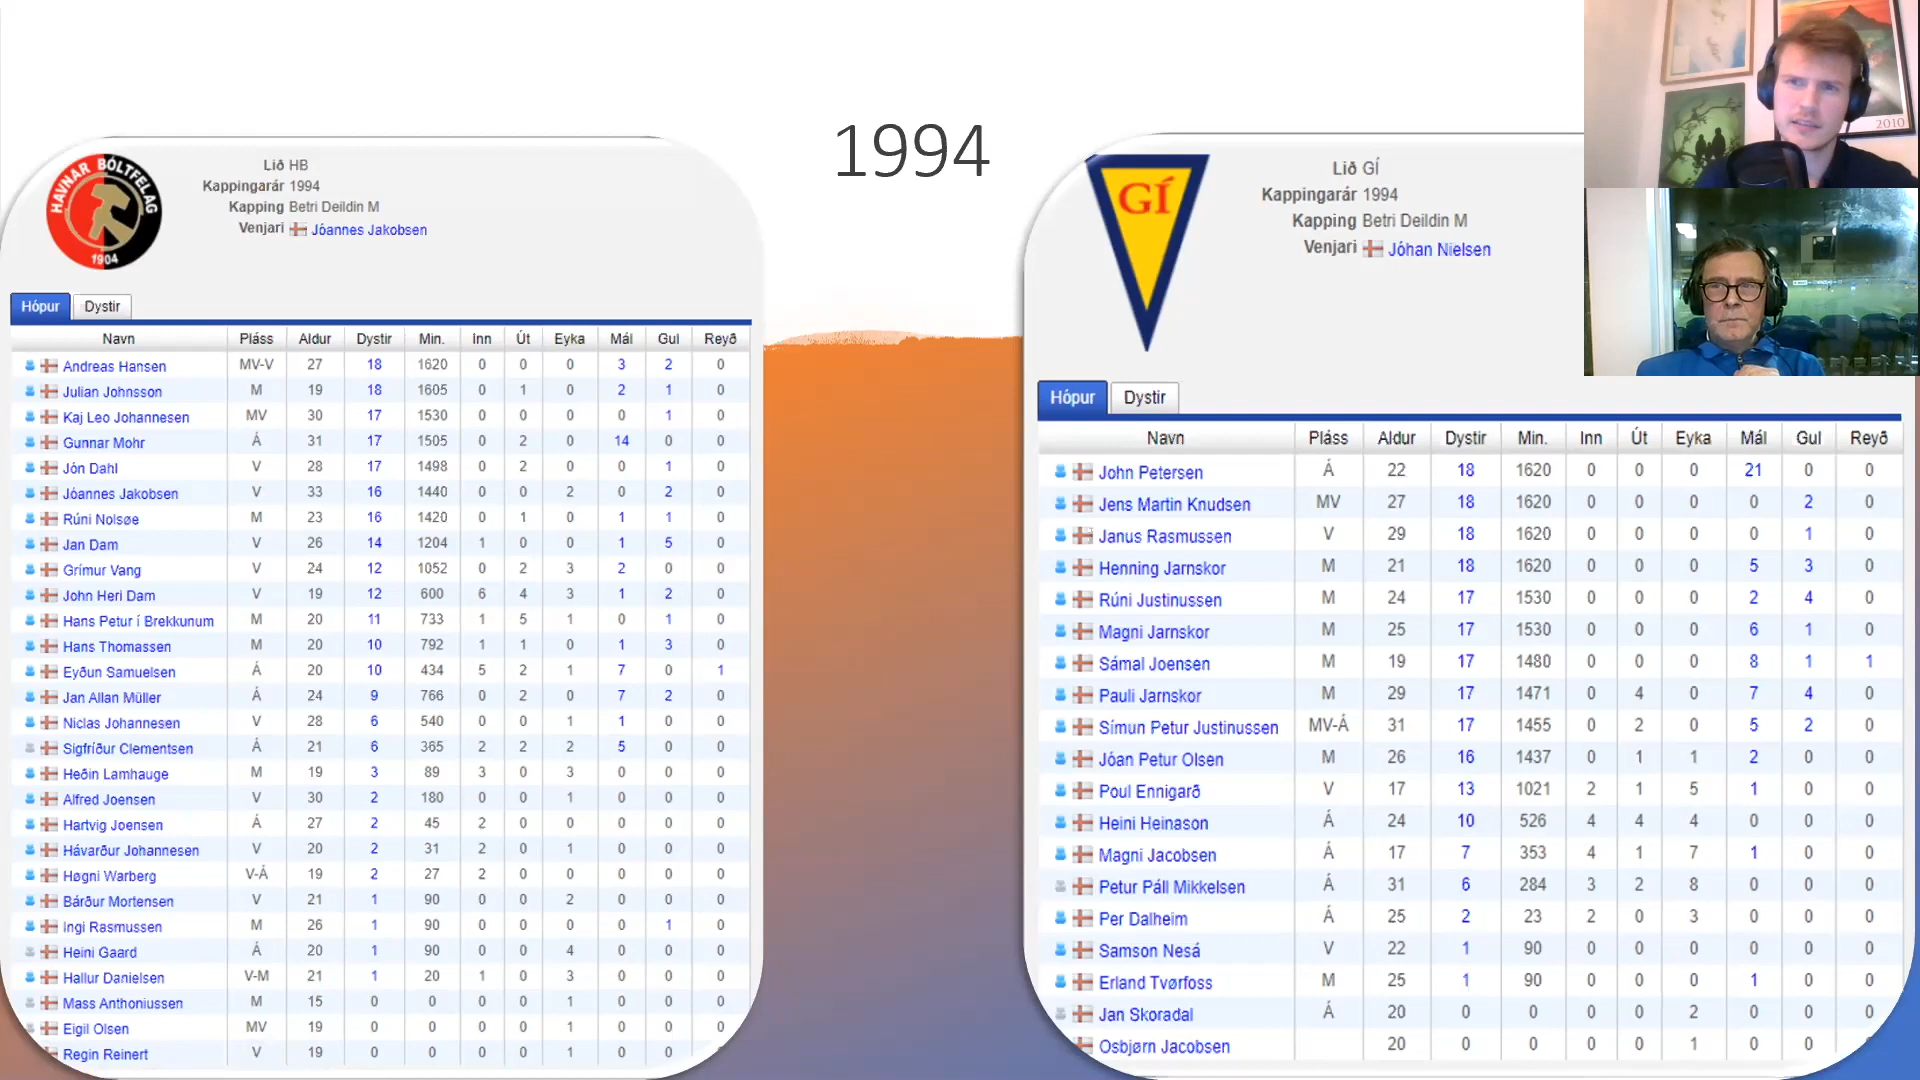 1994
HAVNAR BÓLTFELAG
1904
Lið HB
Kappingarár 1994
Kapping Betri Deildin M
Venjari Jóannes Jakobsen
Hópur Dystir
Navn Pláss Aldur Dystir Min. Inn Út Eyka Mál Gul Reyð
Andreas Hansen MV-V 27 18 1620 0 0 0 3 2 0
Julian Johnsson M 19 18 1605 0 1 0 2 1 0
Kaj Leo Johannesen MV 30 17 1530 0 0 0 0 1 0
Gunnar Mohr Á 31 17 1505 0 2 0 14 0 0
Jón Dahl V 28 17 1498 0 2 0 0 1 0
Jóannes Jakobsen V 33 16 1440 0 0 2 0 2 0
Rúni Nolsøe M 23 16 1420 0 1 0 1 1 0
Jan Dam V 26 14 1204 1 0 0 1 5 0
Grímur Vang V 24 12 1052 0 2 3 2 0 0
John Heri Dam V 19 12 600 6 4 3 1 2 0
Hans Petur í Brekkunum M 20 11 733 1 5 1 0 1 0
Hans Thomassen M 20 10 792 1 1 0 1 3 0
Eyðun Samuelsen Á 20 10 434 5 2 1 7 0 1
Jan Allan Müller Á 24 9 766 0 2 0 7 2 0
Niclas Johannesen V 28 6 540 0 0 1 1 0 0
Sigfríður Clementsen Á 21 6 365 2 2 2 5 0 0
Heðin Lamhauge M 19 3 89 3 0 3 0 0 0
Alfred Joensen V 30 2 180 0 0 1 0 0 0
Hartvig Joensen Á 27 2 45 2 0 0 0 0 0
Hávarður Johannesen V 20 2 31 2 0 1 0 0 0
Høgni Warberg V-Á 19 2 27 2 0 0 0 0 0
Bárður Mortensen V 21 1 90 0 0 2 0 0 0
Ingi Rasmussen M 26 1 90 0 0 0 0 1 0
Heini Gaard Á 20 1 90 0 0 4 0 0 0
Hallur Danielsen V-M 21 1 20 1 0 3 0 0 0
Mass Anthoniussen M 15 0 0 0 0 1 0 0 0
Eigil Olsen MV 19 0 0 0 0 1 0 0 0
Regin Reinert V 19 0 0 0 0 1 0 0
GÍ
Lið GÍ
Kappingarár 1994
Kapping Betri Deildin M
Venjari Jóhan Nielsen
Hópur Dystir
Navn Pláss Aldur Dystir Min. Inn Út Eyka Mál Gul Reyð
John Petersen Á 22 18 1620 0 0 0 21 0 0
Jens Martin Knudsen MV 27 18 1620 0 0 0 0 2 0
Janus Rasmussen V 29 18 1620 0 0 0 0 1 0
Henning Jarnskor M 21 18 1620 0 0 0 5 3 0
Rúni Justinussen M 24 17 1530 0 0 0 2 4 0
Magni Jarnskor M 25 17 1530 0 0 0 6 1 0
Sámal Joensen M 19 17 1480 0 0 0 8 1 1
Pauli Jarnskor M 29 17 1471 0 4 0 7 4 0
Símun Petur Justinussen MV-Á 31 17 1455 0 2 0 5 2 0
Jóan Petur Olsen M 26 16 1437 0 1 1 2 0 0
Poul Ennigarð V 17 13 1021 2 1 5 1 0 0
Heini Heinason Á 24 10 526 4 4 4 0 0 0
Magni Jacobsen Á 17 7 353 4 1 7 1 0 0
Petur Páll Mikkelsen Á 31 6 284 3 2 8 0 0 0
Per Dalheim Á 25 2 23 2 0 3 0 0 0
Samson Nesá V 22 1 90 0 0 0 0 0 0
Erland Tvørfoss M 25 1 90 0 0 0 1 0 0
Jan Skoradal Á 20 0 0 0 0 2 0 0 0
Osbjørn Jacobsen 20 0 0 0 0 1 0 0 0
2010